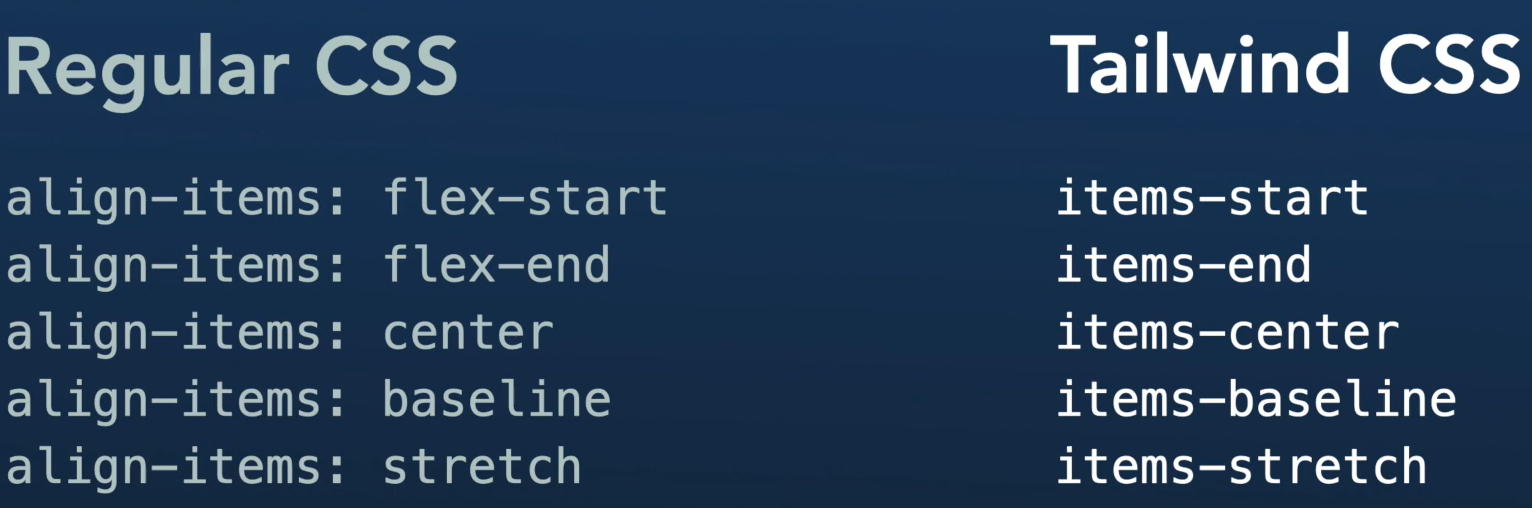 Regular CSS Tailwind CSS
align-items: flex-start items-start
align-items: flex-end items-end
align-items: center items-center
align-items: baseline items-baseline
align-items: stretch items-stretch